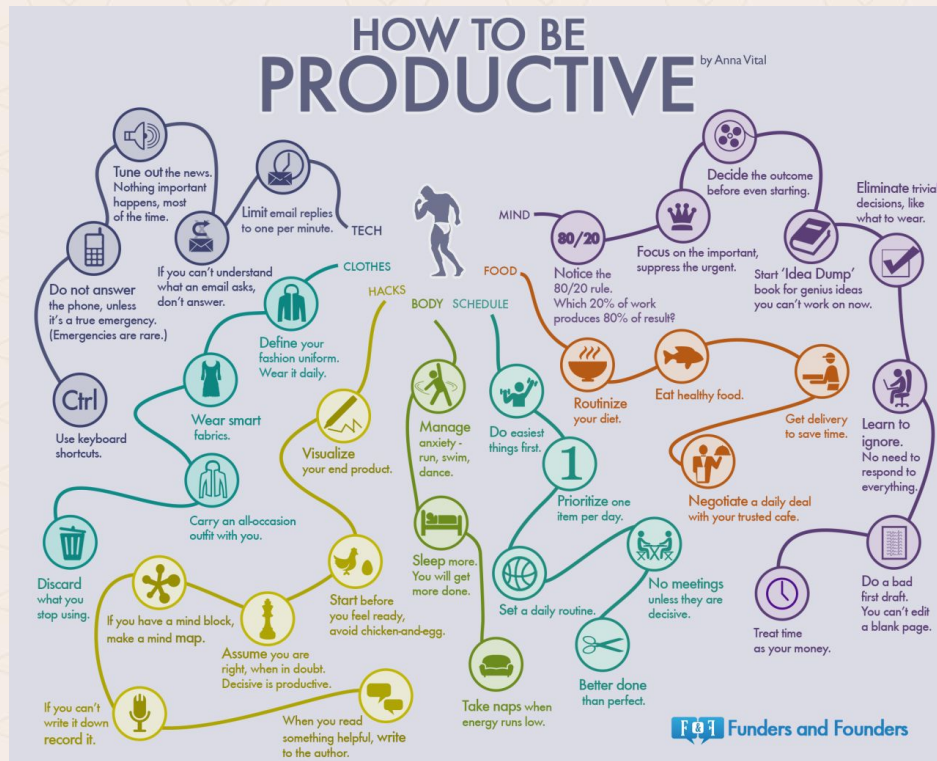 HOW TO BE
PRODUCTIVE
by Anna Vital
TECH
Limit email replies
to one per minute.
If you can't understand
what an email asks,
don't answer.
Tune out the news.
Nothing important
happens, most
of the time.
Do not answer
the phone, unless
it's a true emergency.
(Emergencies are rare.)
Ctrl
Use keyboard
shortcuts.
CLOTHES
Define your
fashion uniform.
Wear it daily.
Wear smart
fabrics.
Carry an all-occasion
outfit with you.
Discard
what you
stop using.
HACKS
Visualize
your end product.
Start before
you feel ready,
avoid chicken-and-egg.
Assume you are
right, when in doubt.
Decisive is productive.
If you have a mind block,
make a mind map.
If you can't
write it down
record it.
When you read
something helpful, write
to the author.
BODY
Manage
anxiety -
run, swim,
dance.
Sleep more.
You will get
more done.
Take naps when
energy runs low.
SCHEDULE
Do easiest
things first.
1
Prioritize one
item per day.
Set a daily routine.
No meetings
unless they are
decisive.
Better done
than perfect.
FOOD
Routinize
your diet.
Eat healthy food.
Get delivery
to save time.
Negotiate a daily deal
with your trusted cafe.
MIND
80/20
Notice the
80/20 rule.
Which 20% of work
produces 80% of result?
Focus on the important,
suppress the urgent.
Decide the outcome
before even starting.
Start 'Idea Dump'
book for genius ideas
you can't work on now.
Eliminate trivial
decisions, like
what to wear.
Learn to
ignore.
No need to
respond to
everything.
Do a bad
first draft.
You can't edit
a blank page.
Treat time
as your money.
F&F Funders and Founders